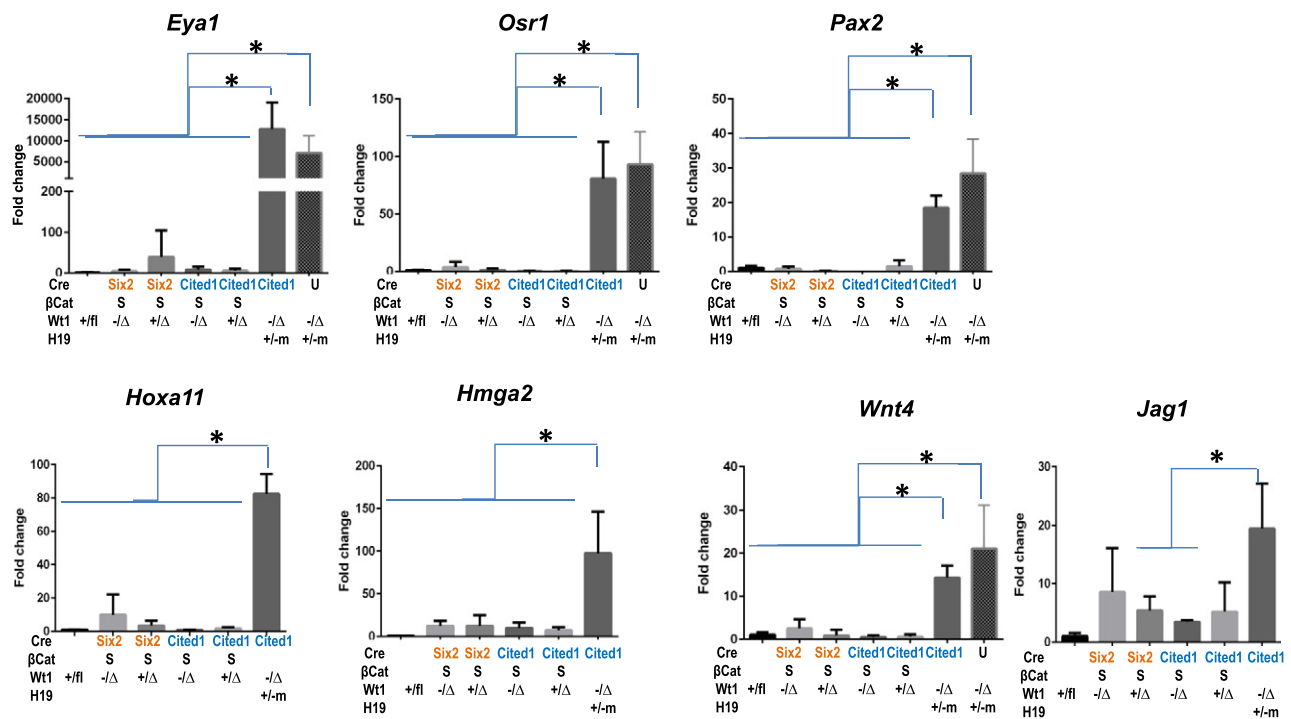 Eya1
Osr1
Pax2
*
*
*
*
*
*
Fold change
20000
15000
10000
5000
200
100
0
Fold change
150
100
50
0
Fold change
50
40
30
20
10
0
Cre Six2 Six2 Cited1 Cited1 Cited1 U
βCat S S S S
Wt1 +/fl -/Δ +/Δ -/Δ +/Δ -/Δ -/Δ
H19 +/-m +/-m
Cre Six2 Six2 Cited1 Cited1 Cited1 U
βCat S S S S
Wt1 +/fl -/Δ +/Δ -/Δ +/Δ -/Δ -/Δ
H19 +/-m +/-m
Cre Six2 Six2 Cited1 Cited1 Cited1 U
βCat S S S S
Wt1 +/fl -/Δ +/Δ -/Δ +/Δ -/Δ -/Δ
H19 +/-m +/-m
Hoxa11
Hmga2
Wnt4
Jag1
*
*
*
*
*
Fold change
100
80
60
40
20
0
Fold change
200
150
100
50
0
Fold change
40
30
20
10
0
Fold change
30
20
10
0
Cre Six2 Six2 Cited1 Cited1 Cited1
βCat S S S S
Wt1 +/fl -/Δ +/Δ -/Δ +/Δ -/Δ
H19 +/-m
Cre Six2 Six2 Cited1 Cited1 Cited1
βCat S S S S
Wt1 +/fl -/Δ +/Δ -/Δ +/Δ -/Δ
H19 +/-m
Cre Six2 Six2 Cited1 Cited1 Cited1 U
βCat S S S S
Wt1 +/fl -/Δ +/Δ -/Δ +/Δ -/Δ -/Δ
H19 +/-m +/-m
Cre Six2 Six2 Cited1 Cited1 Cited1
βCat S S S S
Wt1 +/fl -/Δ +/Δ -/Δ +/Δ -/Δ
H19 +/-m